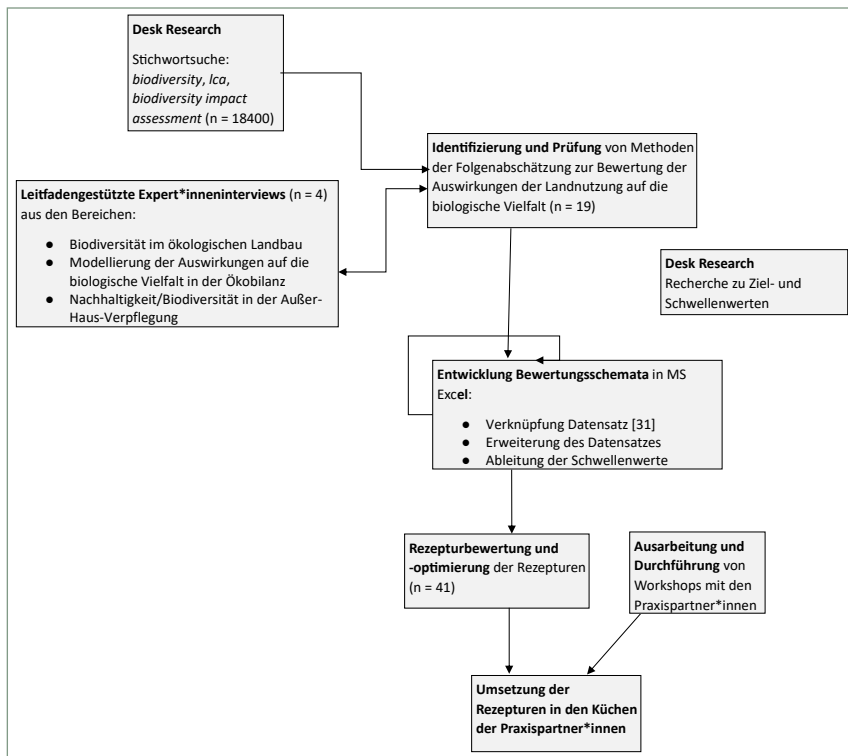 Desk Research
Stichwortsuche:
biodiversity, lca,
biodiversity impact
assessment (n = 18400)
Identifizierung und Prüfung von Methoden
der Folgenabschätzung zur Bewertung der
Auswirkungen der Landnutzung auf die
biologische Vielfalt (n = 19)
Leitfadengestützte Expert*inneninterviews (n = 4)
aus den Bereichen:
● Biodiversität im ökologischen Landbau
● Modellierung der Auswirkungen auf die
biologische Vielfalt in der Ökobilanz
● Nachhaltigkeit/Biodiversität in der Außer-
Haus-Verpflegung
Desk Research
Recherche zu Ziel- und
Schwellenwerten
Entwicklung Bewertungsschemata in MS
Excel:
● Verknüpfung Datensatz [31]
● Erweiterung des Datensatzes
● Ableitung der Schwellenwerte
Rezepturbewertung und
-optimierung der Rezepturen
(n = 41)
Ausarbeitung und
Durchführung von
Workshops mit den
Praxispartner*innen
Umsetzung der
Rezepturen in den Küchen
der Praxispartner*innen